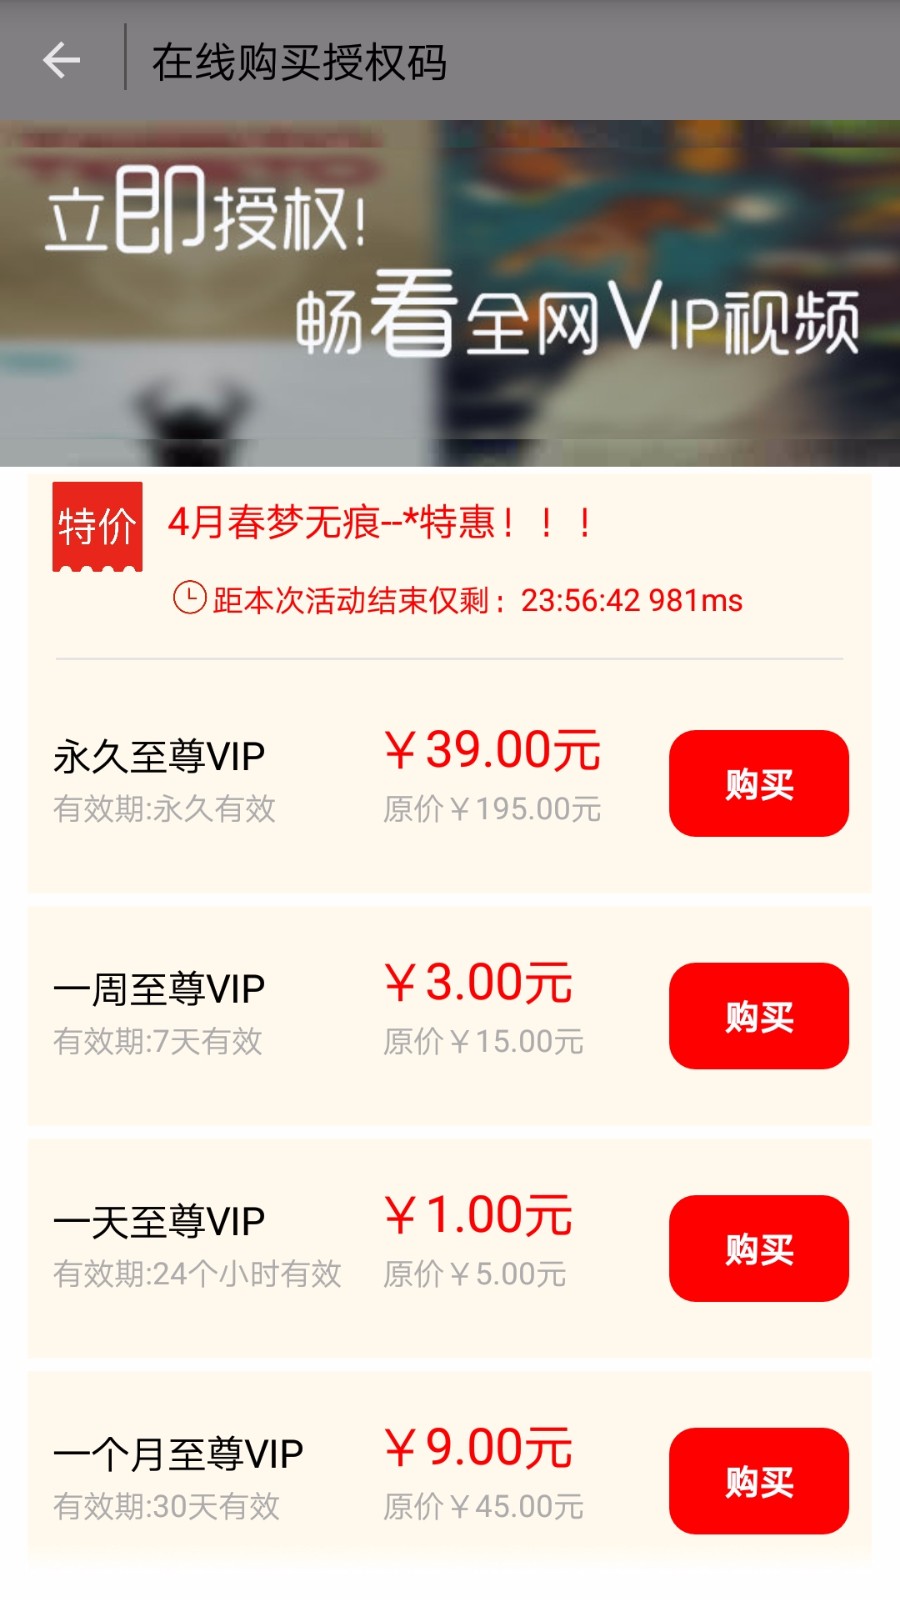 在线购买授权码
立即授权!
畅看全网VIP视频
特价
4月春梦无痕--*特惠！！！
距本次活动结束仅剩：23:56:42 981ms
永久至尊VIP
￥39.00元
购买
有效期:永久有效
原价￥195.00元
一周至尊VIP
￥3.00元
购买
有效期:7天有效
原价￥15.00元
一天至尊VIP
￥1.00元
购买
有效期:24个小时有效
原价￥5.00元
一个月至尊VIP
￥9.00元
购买
有效期:30天有效
原价￥45.00元